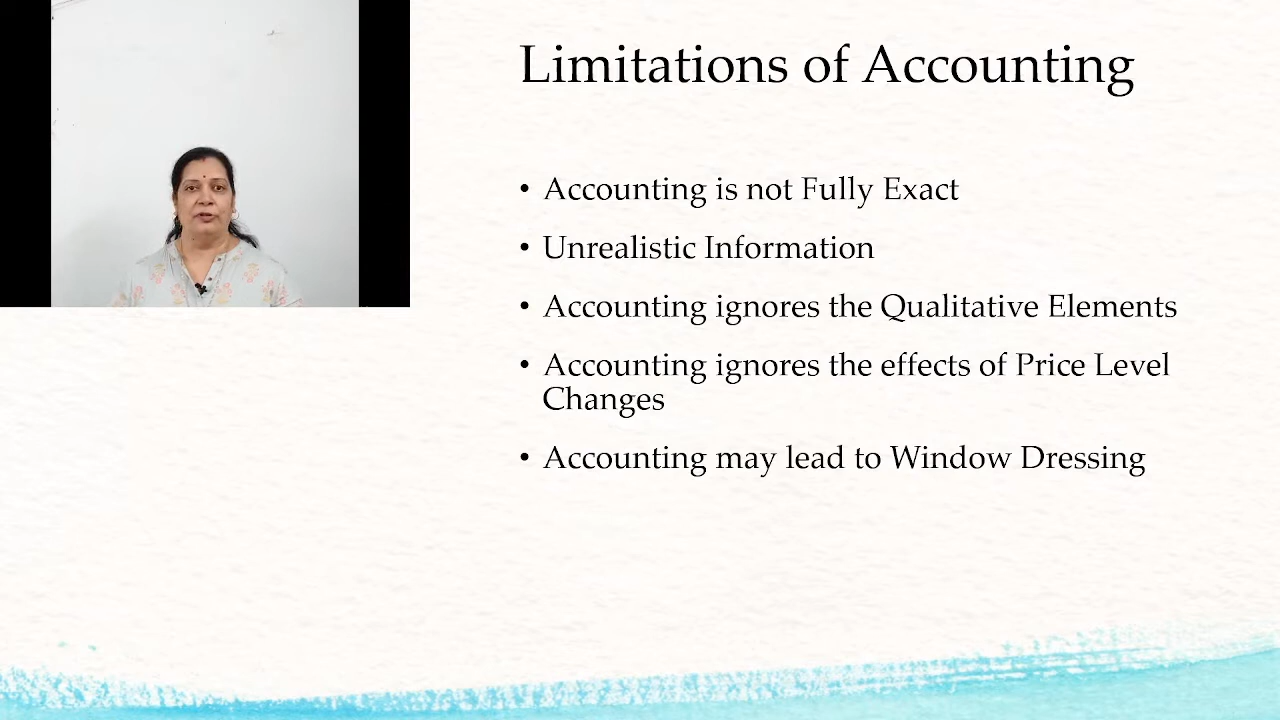 Limitations of Accounting
• Accounting is not Fully Exact
• Unrealistic Information
• Accounting ignores the Qualitative Elements
• Accounting ignores the effects of Price Level
Changes
• Accounting may lead to Window Dressing